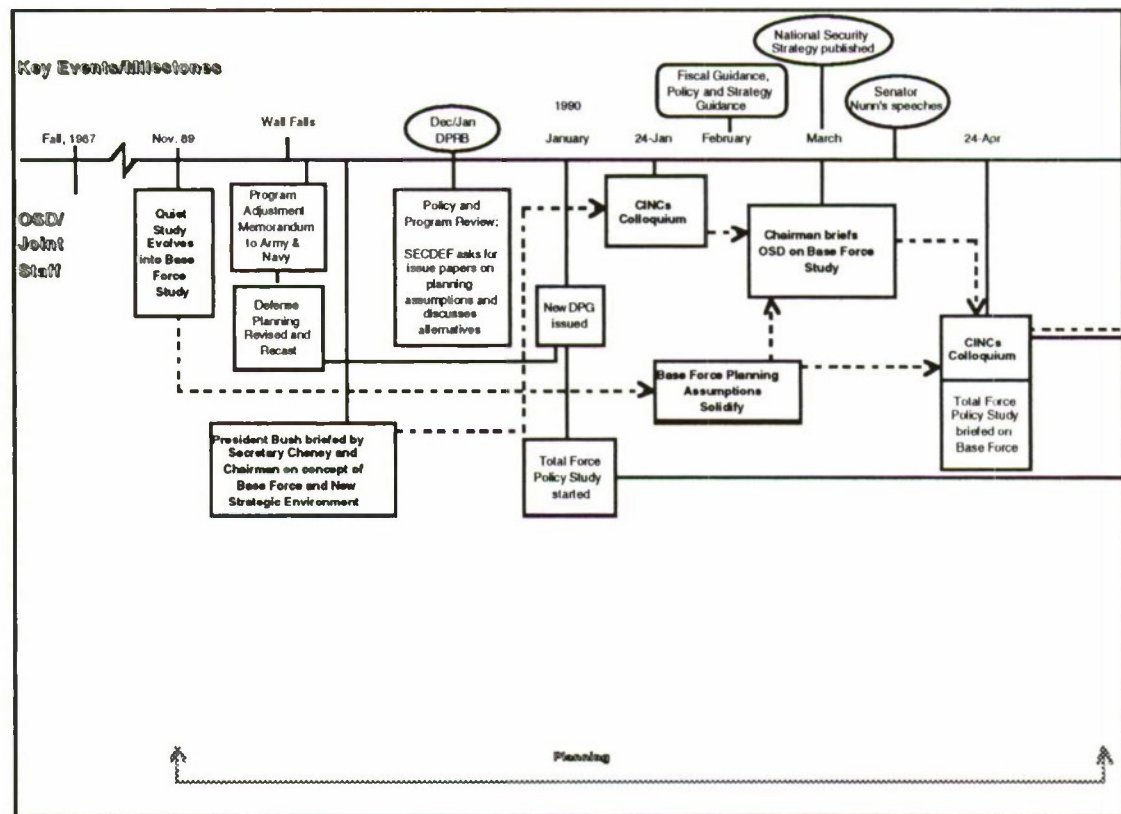 Key Events/Milestones
National Security
Strategy published
Fiscal Guidance,
Policy and Strategy
Guidance
Senator
Nunn's speeches
1990
Dec/Jan
DPRB
Wall Falls
Fall, 1987
Nov. 89
January
24-Jan
February
March
24-Apr
OSD/
Joint
Staff
Quiet
Study
Evolves
into Base
Force
Study
Program
Adjustment
Memorandum
to Army &
Navy
Defense
Planning
Revised and
Recast
Policy and
Program Review;
SECDEF asks for
issue papers on
planning
assumptions and
discusses
alternatives
New DPG
issued
CINCs
Colloquium
Chairman briefs
OSD on Base Force
Study
Base Force Planning
Assumptions
Solidify
CINCs
Colloquium
Total Force
Policy Study
briefed on
Base Force
President Bush briefed by
Secretary Cheney and
Chairman on concept of
Base Force and New
Strategic Environment
Total Force
Policy Study
started
Planning